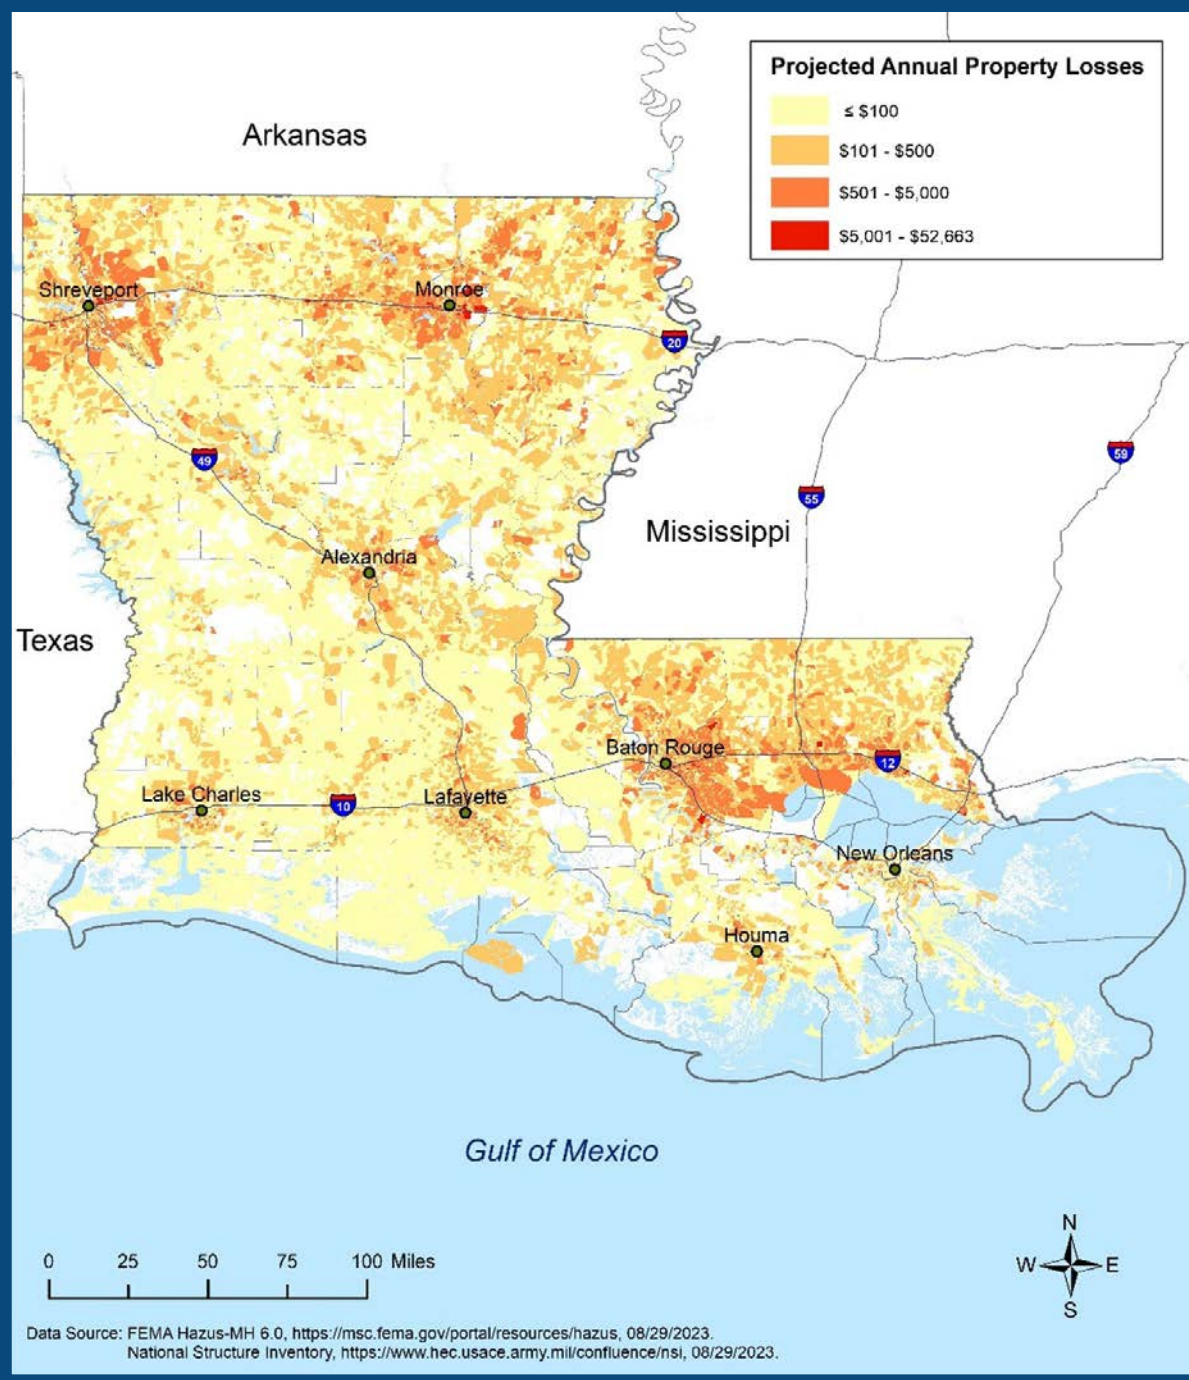 Projected Annual Property Losses
≤ $100
$101 - $500
$501 - $5,000
$5,001 - $52,663
Arkansas
Shreveport
Monroe
20
49
59
55
Mississippi
Alexandria
Texas
Baton Rouge
12
Lake Charles
10
Lafayette
New Orleans
Houma
Gulf of Mexico
N
W E
S
0 25 50 75 100 Miles
Data Source: FEMA Hazus-MH 6.0, https://msc.fema.gov/portal/resources/hazus, 08/29/2023.
National Structure Inventory, https://www.hec.usace.army.mil/confluence/nsi, 08/29/2023.